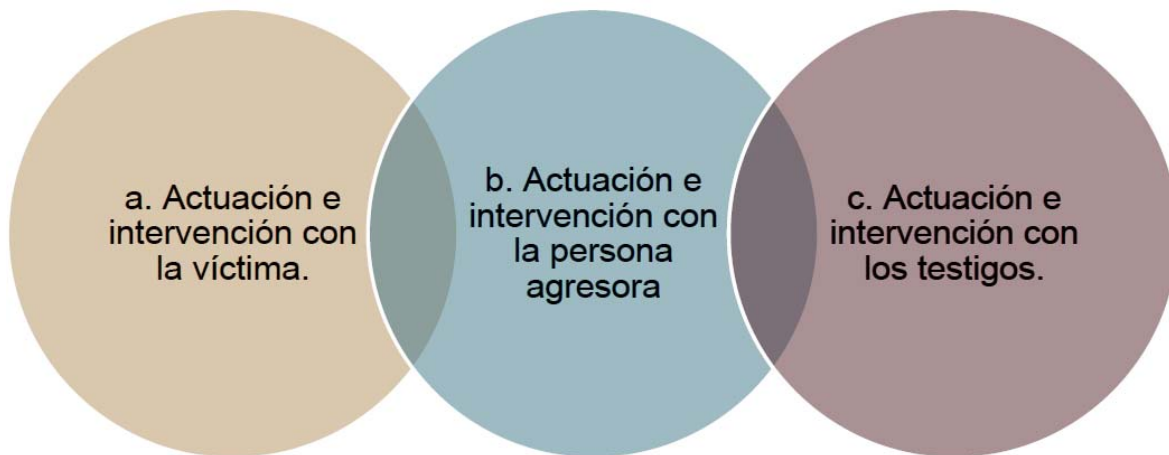 a. Actuación e
intervención con
la víctima.
b. Actuación e
intervención con
la persona
agresora
c. Actuación e
intervención con
los testigos.